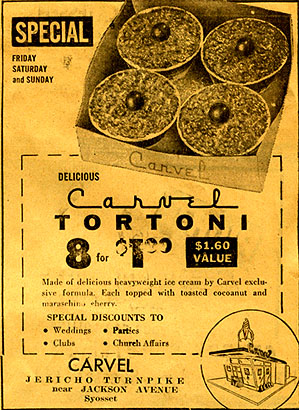 SPECIAL
FRIDAY
SATURDAY
and SUNDAY
Carvel
DELICIOUS
Carvel
TORTONI
8 for $1.00
$1.60
VALUE
Made of delicious heavyweight ice cream by Carvel exclu-
sive formula. Each topped with toasted cocoanut and
maraschino cherry.
SPECIAL DISCOUNTS TO
• Weddings • Parties
• Clubs • Church Affairs
CARVEL
JERICHO TURNPIKE
near JACKSON AVENUE
Syosset